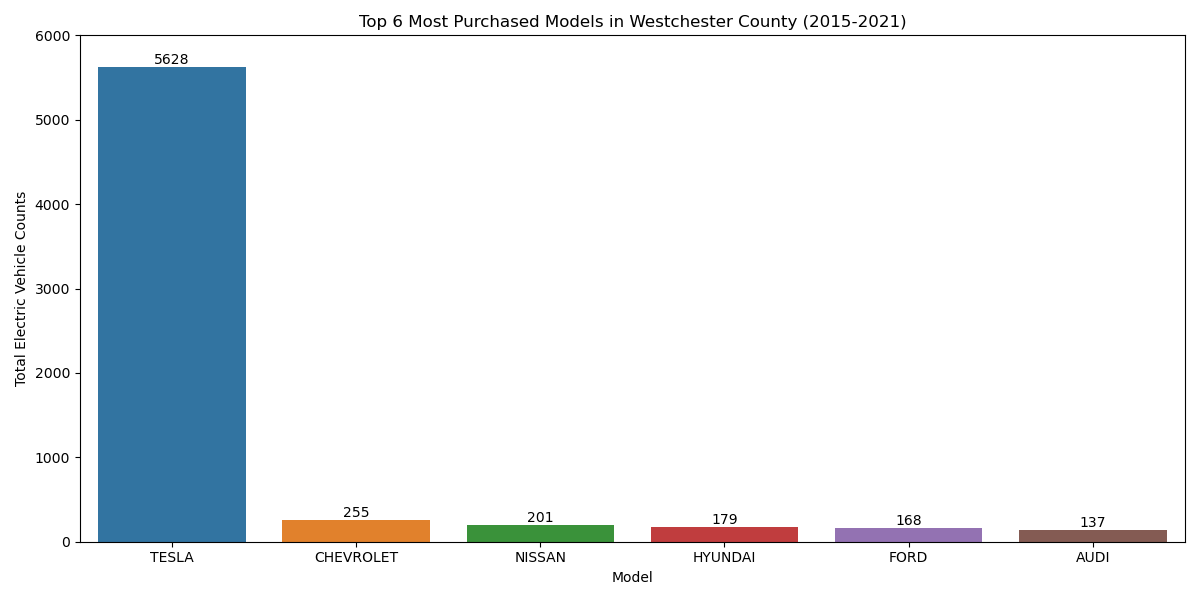 Top 6 Most Purchased Models in Westchester County (2015-2021)
Total Electric Vehicle Counts
6000
5000
4000
3000
2000
1000
0
5628
255
201
179
168
137
TESLA
CHEVROLET
NISSAN
HYUNDAI
FORD
AUDI
Model